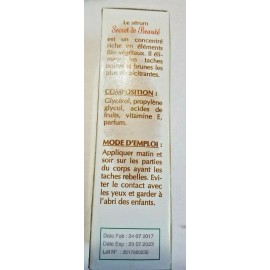 Le sérum
Secret de Beauté
est un concentré
riche en éléments
Bio-végétaux. Il éli-
mine les taches
noires et brunes les
plus récalcitrantes.
COMPOSITION :
Glycérol, propylène
glycol, acides de
fruits, vitamine E,
parfum.
MODE D'EMPLOI :
Appliquer matin et
soir sur les parties
du corps ayant les
taches rebelles. Evi-
ter le contact avec
les yeux et garder à
l'abri des enfants.
Date Fab : 24 07 2017
Date Exp : 23 07 2023
Lot N° :